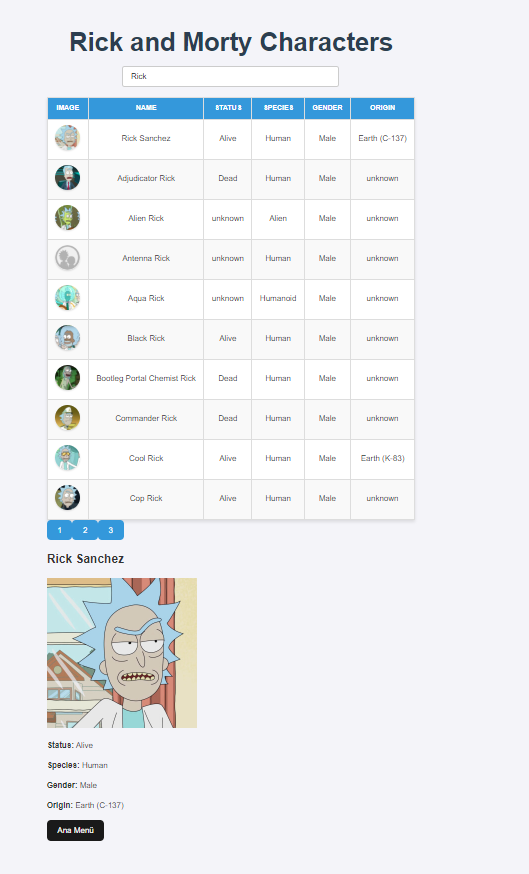 Rick and Morty Characters
Rick
IMAGE NAME STATUS SPECIES GENDER ORIGIN
Rick Sanchez Alive Human Male Earth (C-137)
Adjudicator Rick Dead Human Male unknown
Alien Rick unknown Alien Male unknown
Antenna Rick unknown Human Male unknown
Aqua Rick unknown Humanoid Male unknown
Black Rick Alive Human Male unknown
Bootleg Portal Chemist Rick Dead Human Male unknown
Commander Rick Dead Human Male unknown
Cool Rick Alive Human Male Earth (K-83)
Cop Rick Alive Human Male unknown
1 2 3
Rick Sanchez
Status: Alive
Species: Human
Gender: Male
Origin: Earth (C-137)
Ana Menü